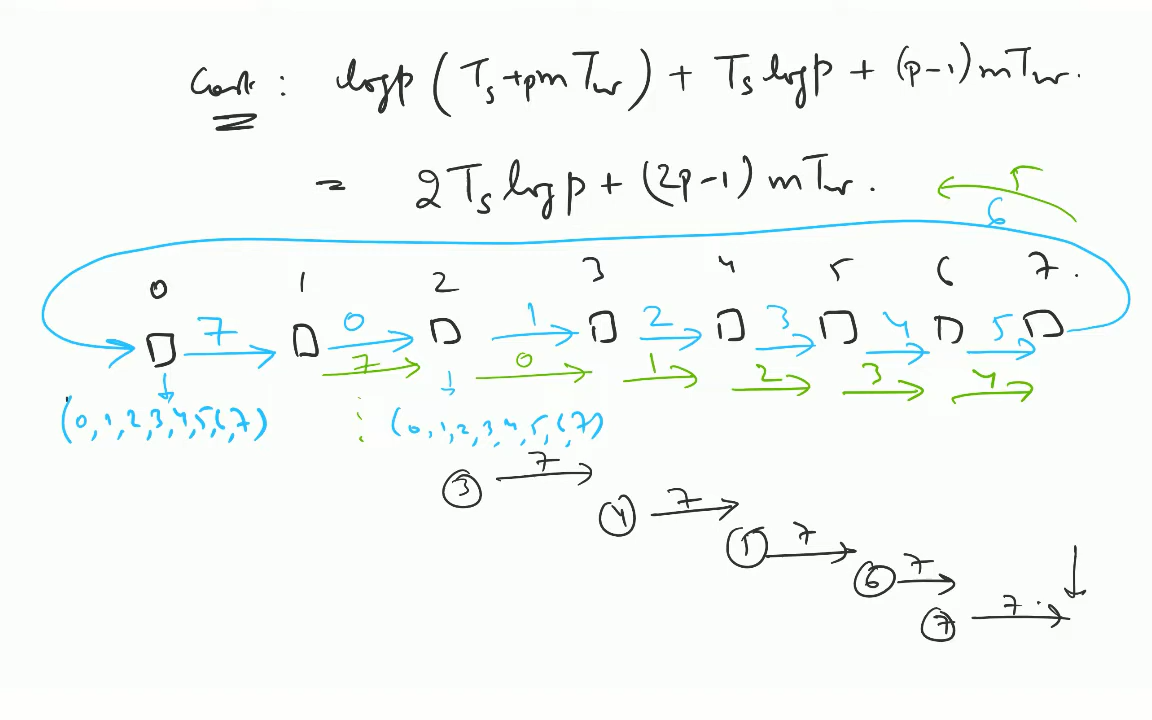 Cost : log p ( Ts + pm Tw ) + Ts log p + (p-1) m Tw.
= 2 Ts log p + (2p-1) m Tw.
5
6
0 1 2 3 4 5 6 7 .
7 0 1 2 3 4 5
7 0 1 2 3 4
(0,1,2,3,4,5,6,7) (0,1,2,3,4,5,6,7)
3 7
4 7
5 7
6 7
7 7